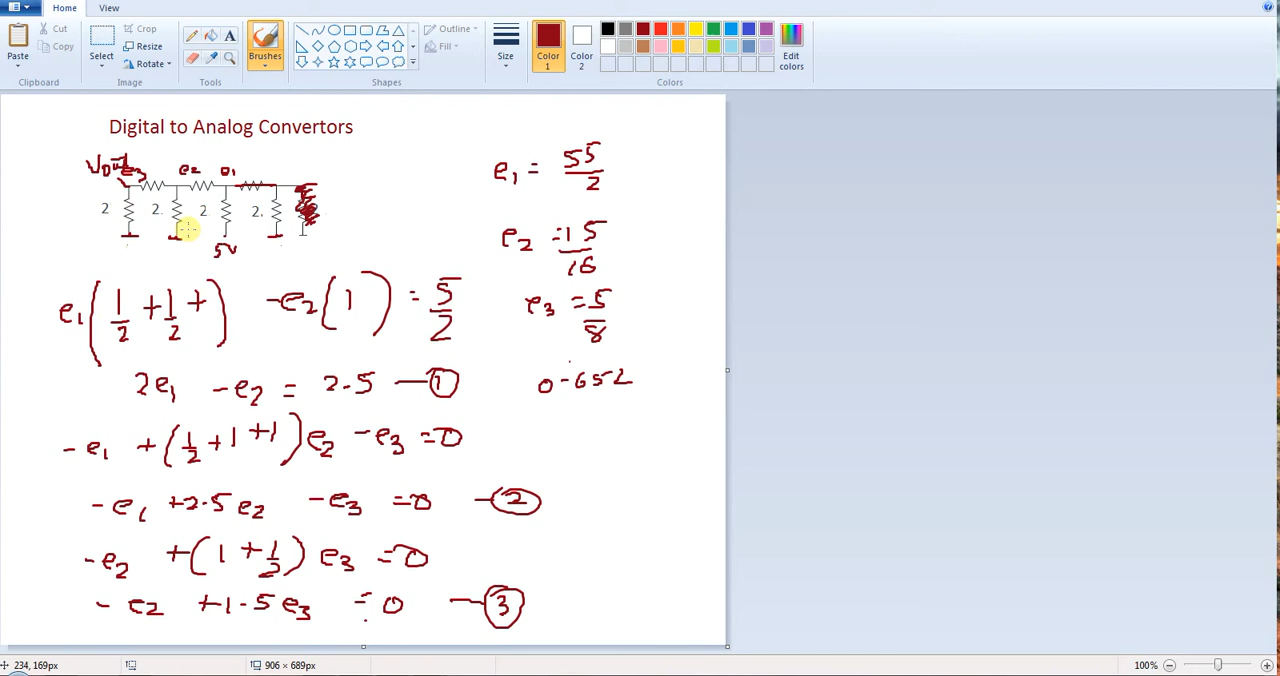 Home
View
Paste
Cut
Copy
Clipboard
Select
Crop
Resize
Rotate
Image
A
Tools
Brushes
Outline
Fill
Shapes
Size
Color
1
Color
2
Edit
colors
Colors
Digital to Analog Convertors
e3 e2 e1
2 2. 2 2.
5V
e1 (1/2 + 1/2 + ) - e2 (1) = 5/2
2e1 - e2 = 2.5 — 1
- e1 + (1/2 + 1 + 1) e2 - e3 = 0
- e1 + 2.5 e2 - e3 = 0 — 2
- e2 + (1 + 1/2) e3 = 0
- e2 + 1.5 e3 = 0 — 3
e1 = 55/2
e2 = 15/16
e3 = 5/8
0.652
234, 169px
906 × 689px
100%